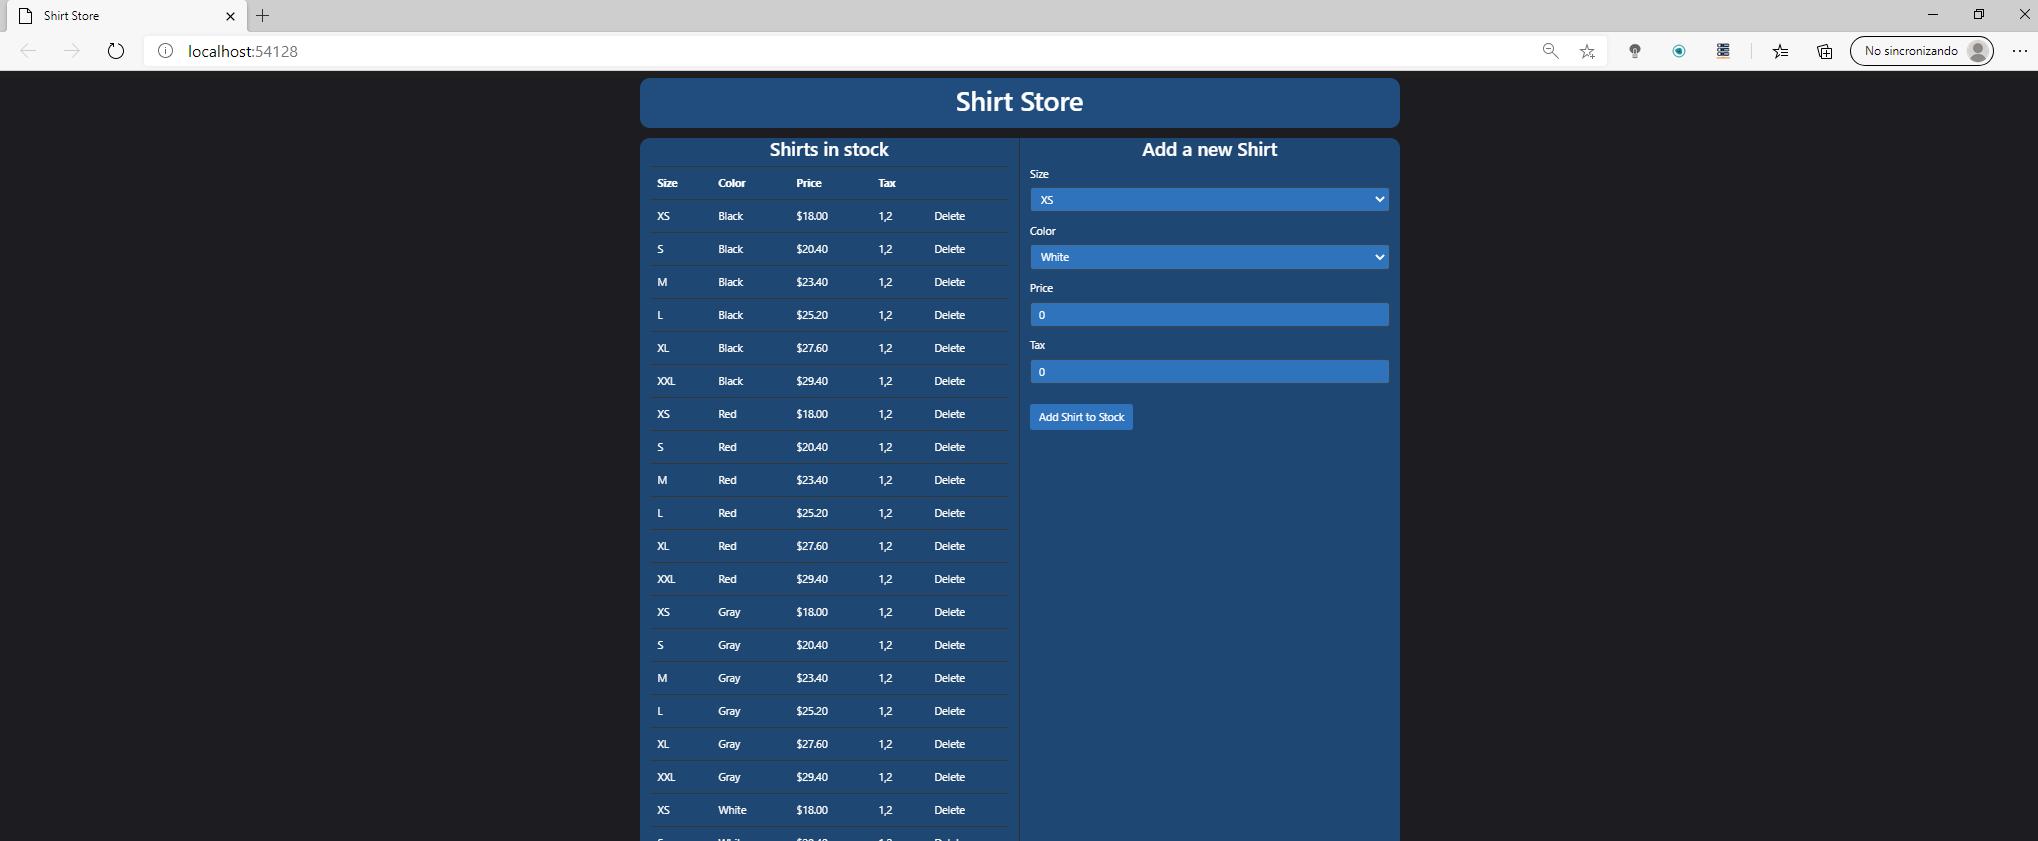 Shirt Store
localhost:54128
No sincronizando
Shirt Store
Shirts in stock
Size Color Price Tax
XS Black $18.00 1,2 Delete
S Black $20.40 1,2 Delete
M Black $23.40 1,2 Delete
L Black $25.20 1,2 Delete
XL Black $27.60 1,2 Delete
XXL Black $29.40 1,2 Delete
XS Red $18.00 1,2 Delete
S Red $20.40 1,2 Delete
M Red $23.40 1,2 Delete
L Red $25.20 1,2 Delete
XL Red $27.60 1,2 Delete
XXL Red $29.40 1,2 Delete
XS Gray $18.00 1,2 Delete
S Gray $20.40 1,2 Delete
M Gray $23.40 1,2 Delete
L Gray $25.20 1,2 Delete
XL Gray $27.60 1,2 Delete
XXL Gray $29.40 1,2 Delete
XS White $18.00 1,2 Delete
Add a new Shirt
Size
XS
Color
White
Price
0
Tax
0
Add Shirt to Stock